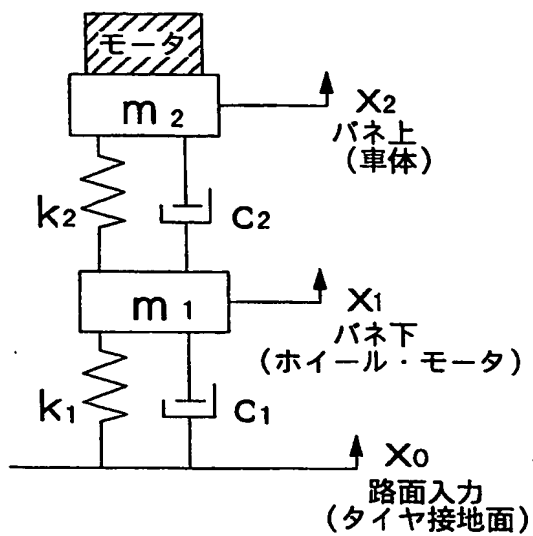 モータ
m2
X2
バネ上
(車体)
k2
C2
m1
X1
バネ下
(ホイール・モータ)
k1
C1
X0
路面入力
(タイヤ接地面)